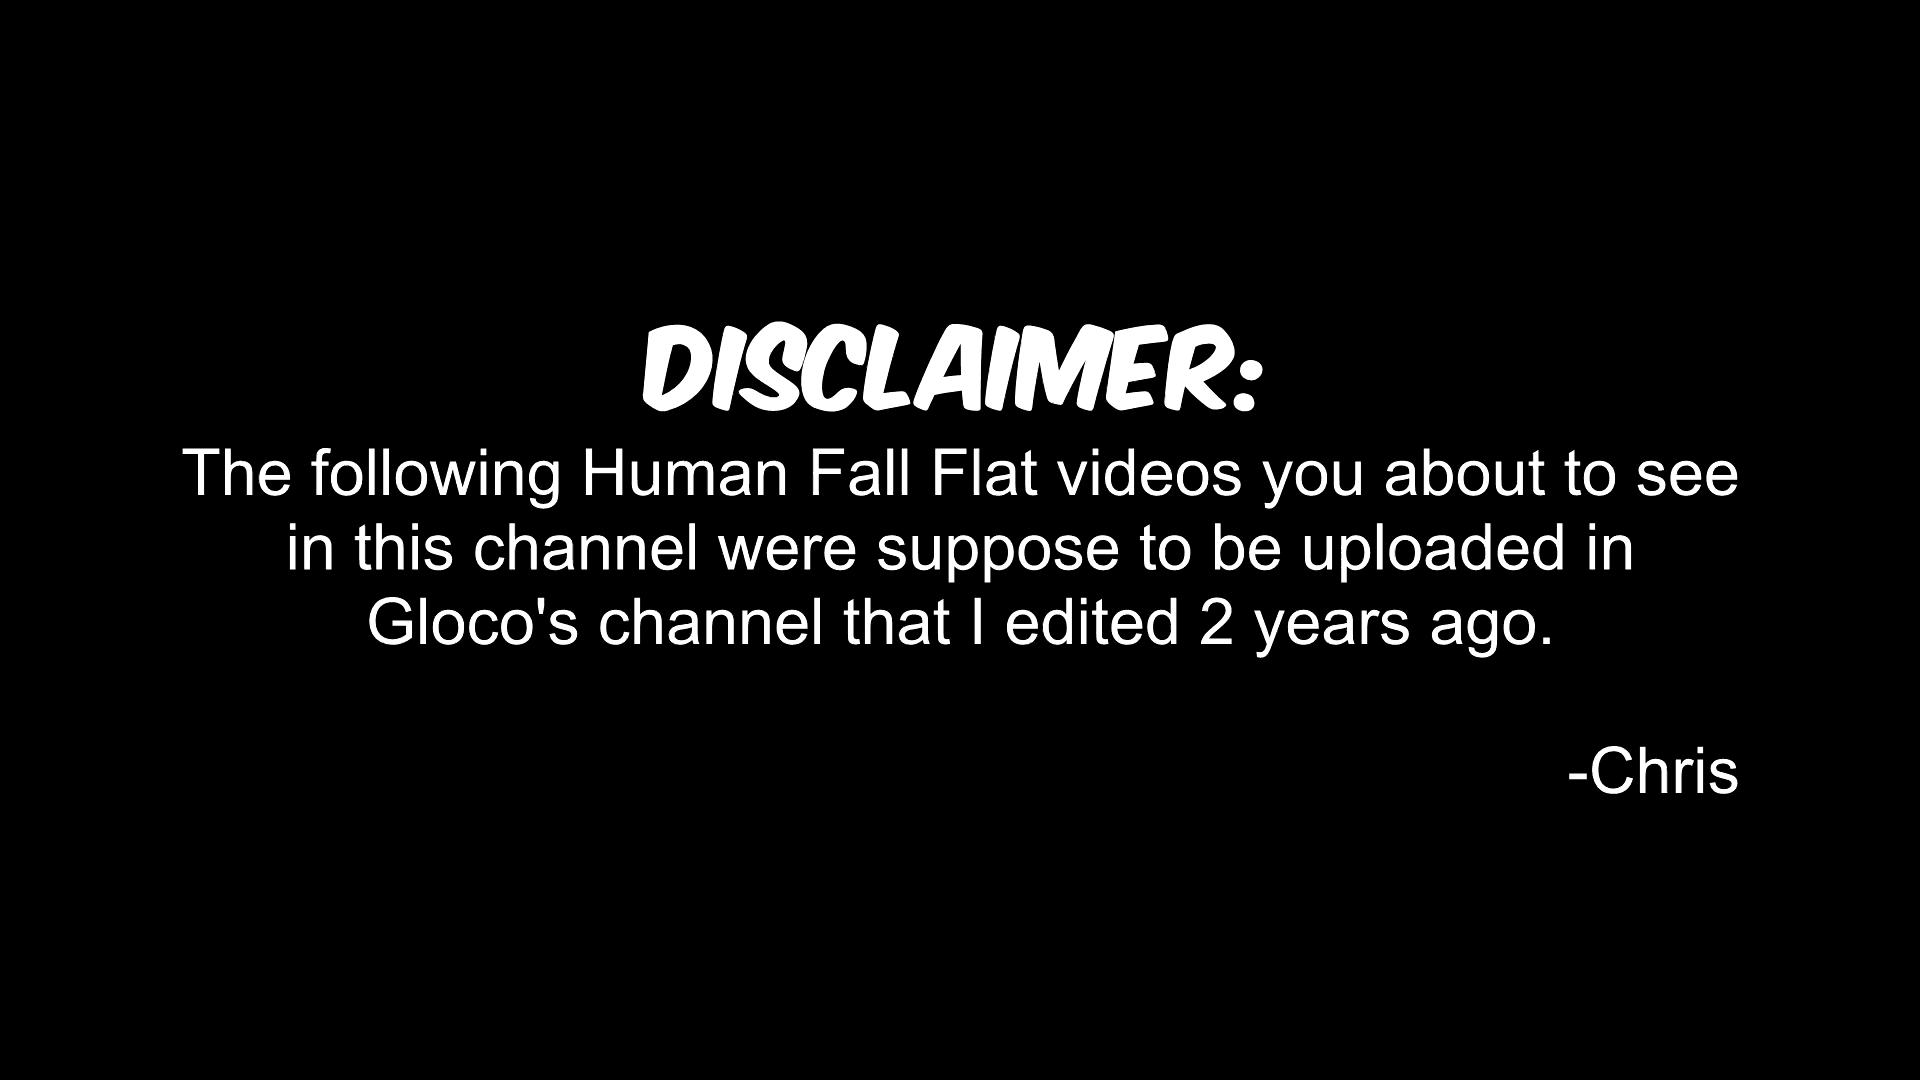 DISCLAIMER:
The following Human Fall Flat videos you about to see
in this channel were suppose to be uploaded in
Gloco's channel that I edited 2 years ago.
-Chris